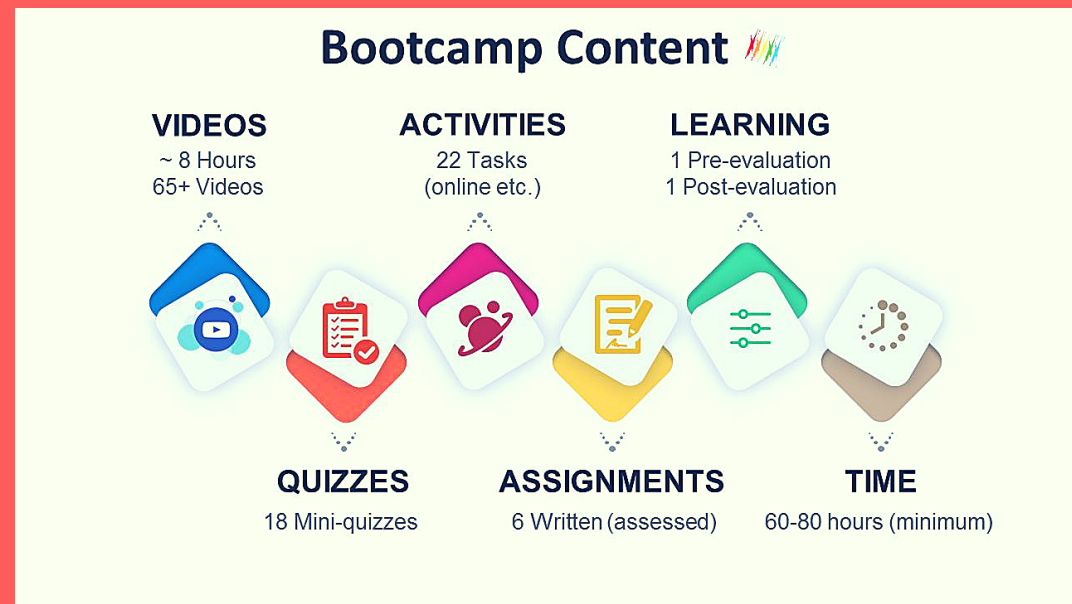 Bootcamp Content
VIDEOS
~ 8 Hours
65+ Videos
ACTIVITIES
22 Tasks
(online etc.)
LEARNING
1 Pre-evaluation
1 Post-evaluation
QUIZZES
18 Mini-quizzes
ASSIGNMENTS
6 Written (assessed)
TIME
60-80 hours (minimum)